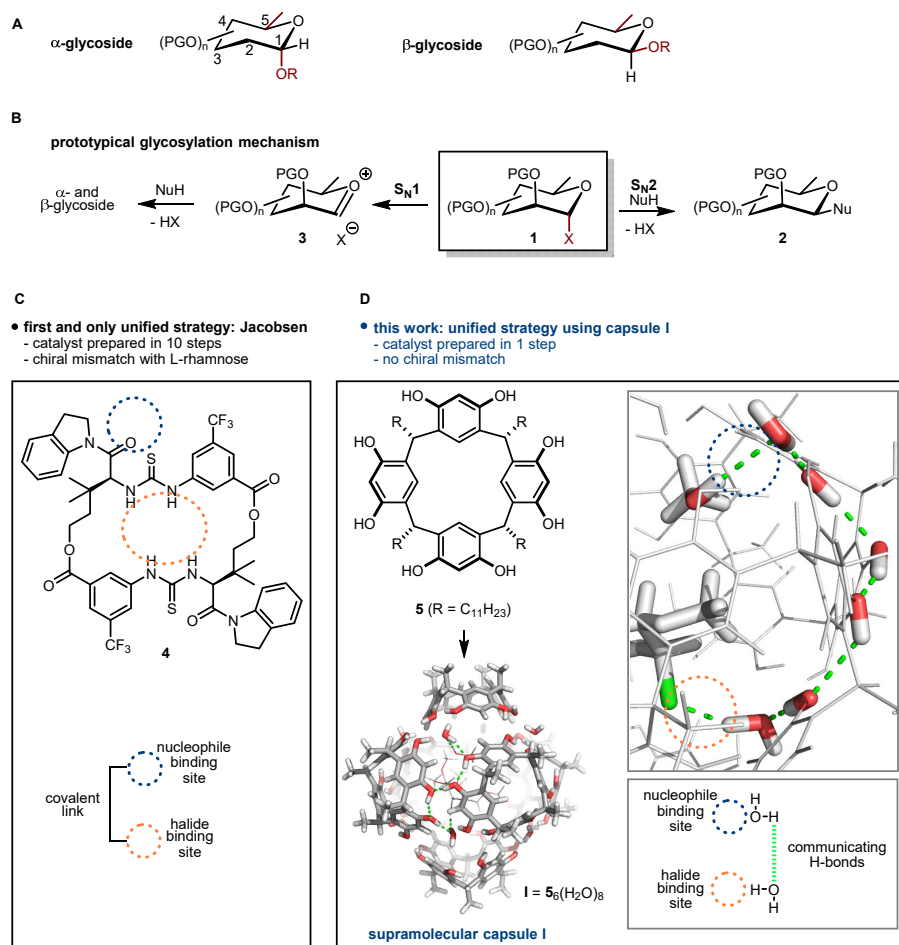 A
α-glycoside
(PGO)n
4
5
O
1
H
3
2
OR
β-glycoside
(PGO)n
O
OR
H
B
prototypical glycosylation mechanism
α- and
β-glycoside
NuH
- HX
PGO
O
⊕
(PGO)n
X
⊖
3
SN1
PGO
O
(PGO)n
X
1
SN2
NuH
- HX
PGO
O
(PGO)n
Nu
2
C
• first and only unified strategy: Jacobsen
- catalyst prepared in 10 steps
- chiral mismatch with L-rhamnose
CF3
N
O
S
N
H
N
H
O
O
O
O
H
N
H
N
S
O
N
CF3
4
nucleophile
binding
site
covalent
link
halide
binding
site
D
• this work: unified strategy using capsule I
- catalyst prepared in 1 step
- no chiral mismatch
HO
OH
R
R
HO
OH
HO
OH
R
R
HO
OH
5 (R = C11H23)
I = 56(H2O)8
supramolecular capsule I
nucleophile
binding
site
H
O-H
communicating
H-bonds
halide
binding
site
H-O
H